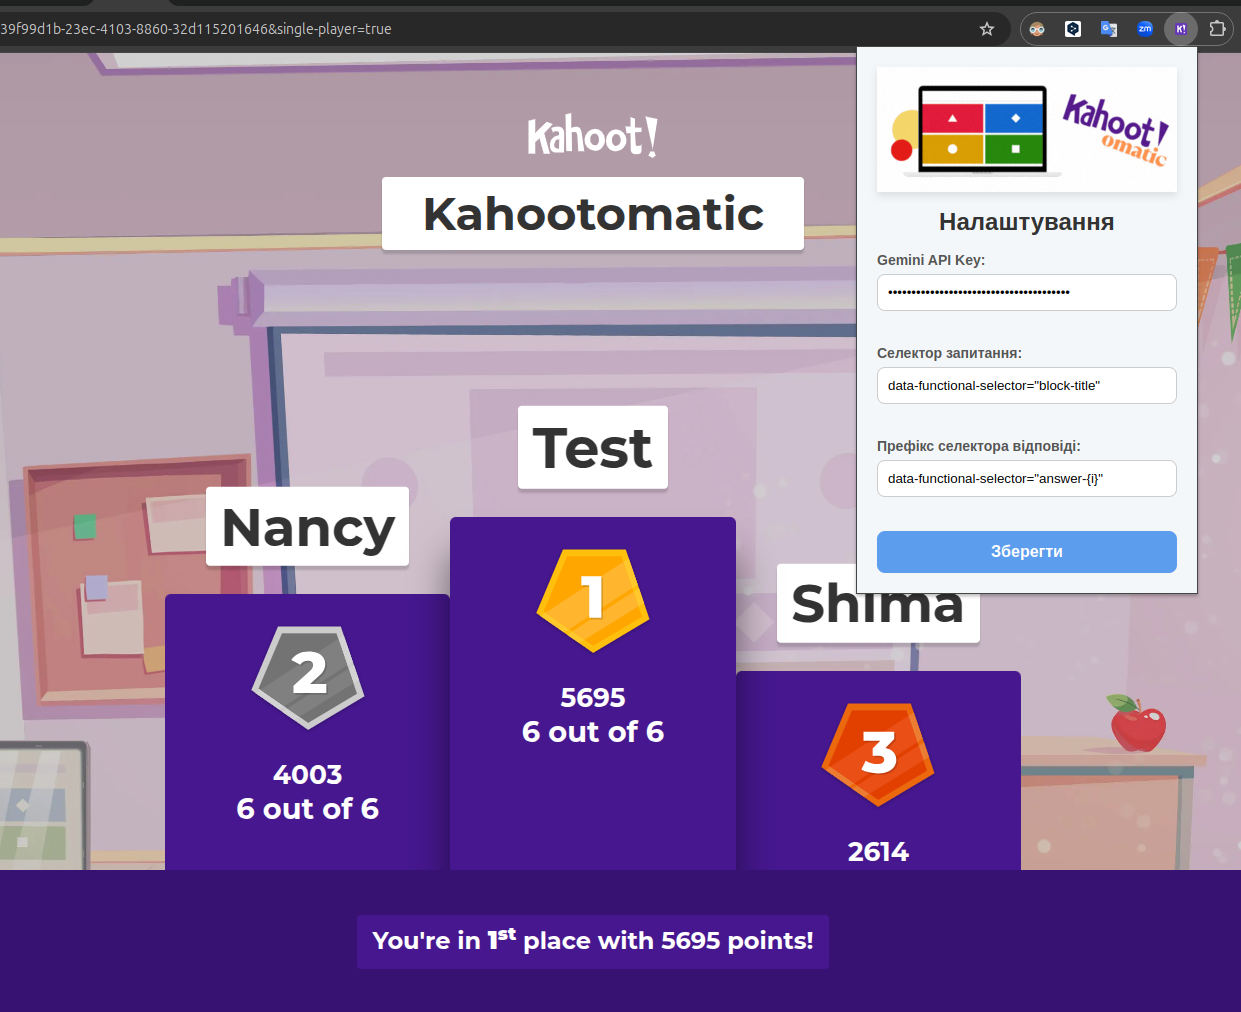 39f99d1b-23ec-4103-8860-32d115201646&single-player=true
zm
K!
Kahoot!
Kahootomatic
Kahoot!
omatic
Налаштування
Gemini API Key:
••••••••••••••••••••••••••••••••••••••
Селектор запитання:
data-functional-selector="block-title"
Префікс селектора відповіді:
data-functional-selector="answer-{i}"
Зберегти
Test
1
5695
6 out of 6
Nancy
2
4003
6 out of 6
Shima
3
2614
You're in 1st place with 5695 points!